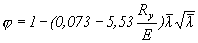 φ = 1 − (0,073 − 5,53 R_y/E) λ̄ √λ̄